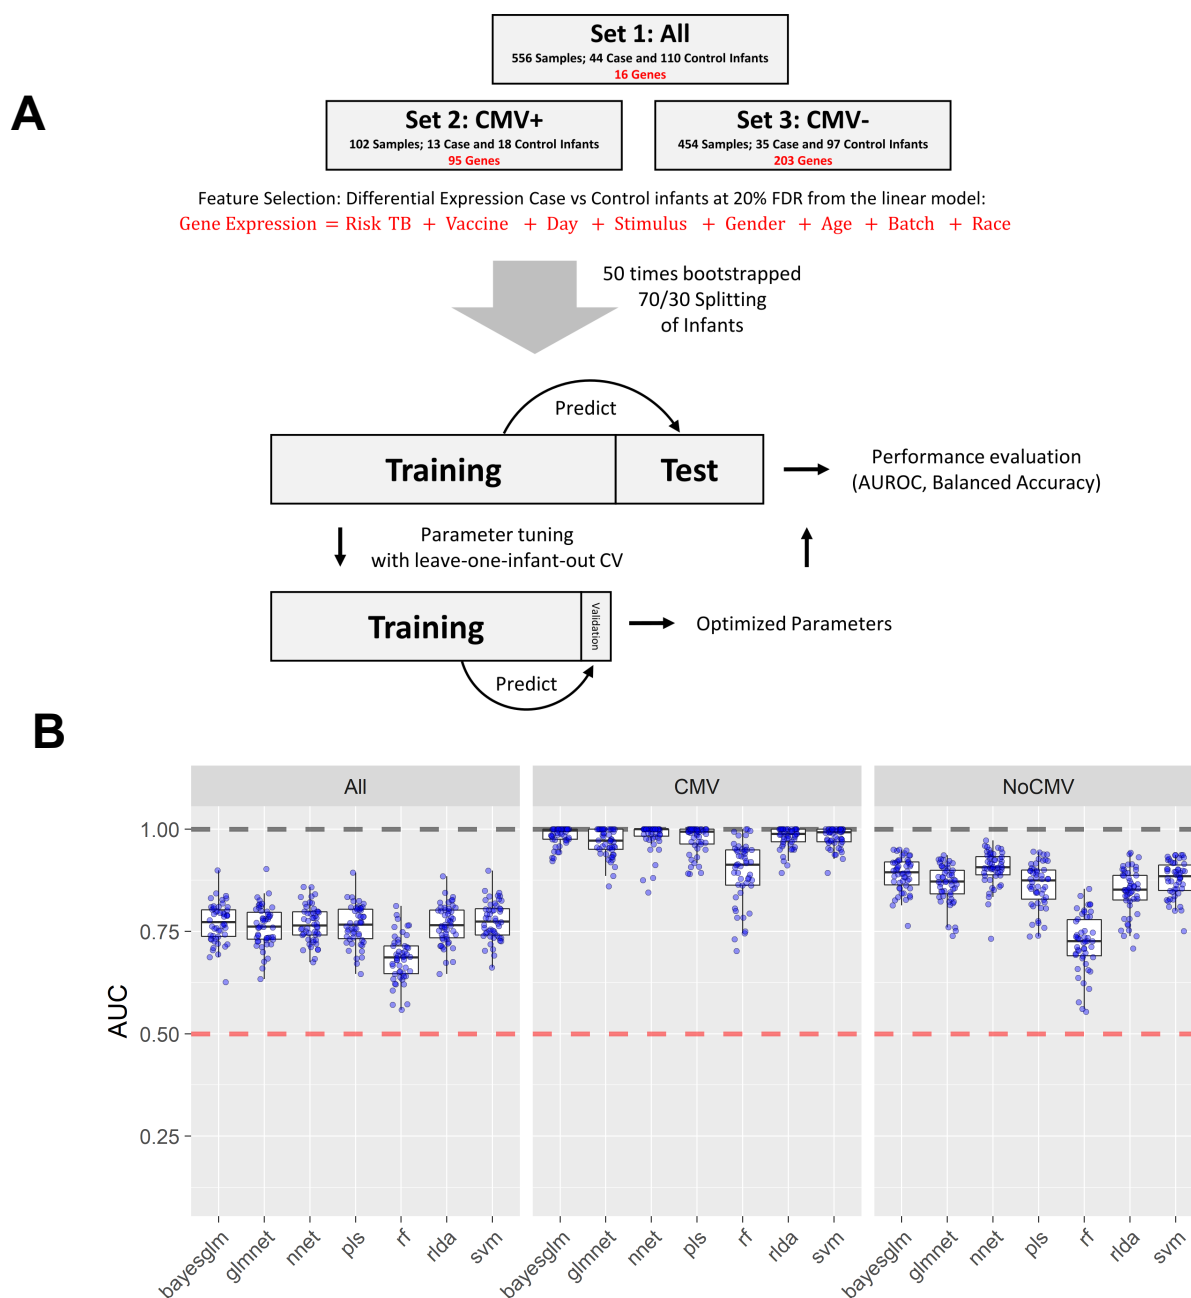 A
Set 1: All
556 Samples; 44 Case and 110 Control Infants
16 Genes
Set 2: CMV+
102 Samples; 13 Case and 18 Control Infants
95 Genes
Set 3: CMV-
454 Samples; 35 Case and 97 Control Infants
203 Genes
Feature Selection: Differential Expression Case vs Control infants at 20% FDR from the linear model:
Gene Expression = Risk TB + Vaccine + Day + Stimulus + Gender + Age + Batch + Race
50 times bootstrapped
70/30 Splitting
of Infants
Predict
Training
Test
Performance evaluation
(AUROC, Balanced Accuracy)
Parameter tuning
with leave-one-infant-out CV
Training
Validation
Optimized Parameters
Predict
B
All
CMV
NoCMV
AUC
1.00
0.75
0.50
0.25
bayesglm
glmnet
nnet
pls
rf
rlda
svm
bayesglm
glmnet
nnet
pls
rf
rlda
svm
bayesglm
glmnet
nnet
pls
rf
rlda
svm